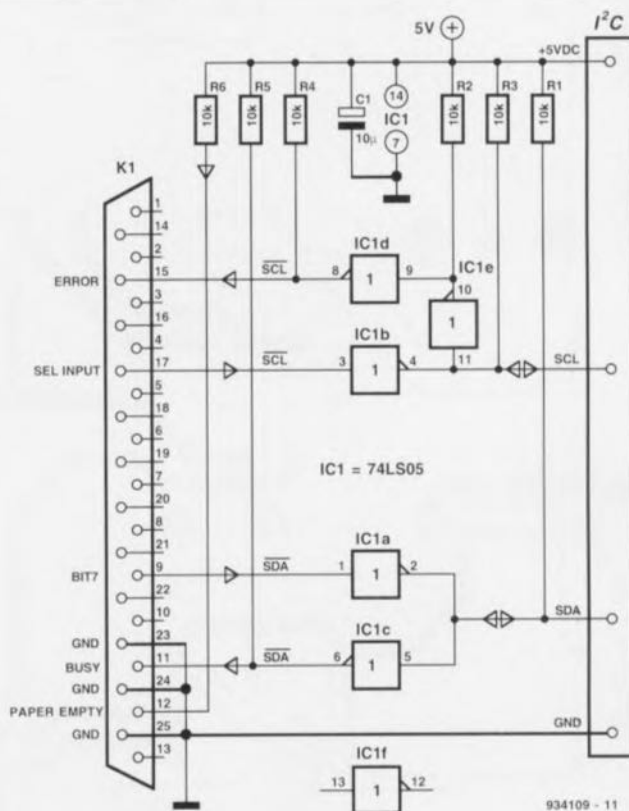 I²C
5V
+5VDC
R6
R5
R4
C1
14
R2
R3
R1
10k
10k
10k
IC1
10k
10k
10k
10μ
7
K1
1
14
2
IC1d
IC1e
ERROR
15
SCL
8
1
9
10
3
16
1
4
IC1b
SEL INPUT
17
SCL
3
1
4
11
SCL
5
18
6
19
IC1 = 74LS05
7
20
8
21
IC1a
BIT7
9
SDA
1
1
2
22
10
SDA
GND
23
IC1c
BUSY
11
SDA
6
1
5
GND
24
PAPER EMPTY
12
GND
25
GND
13
IC1f
13
1
12
934109 - 11